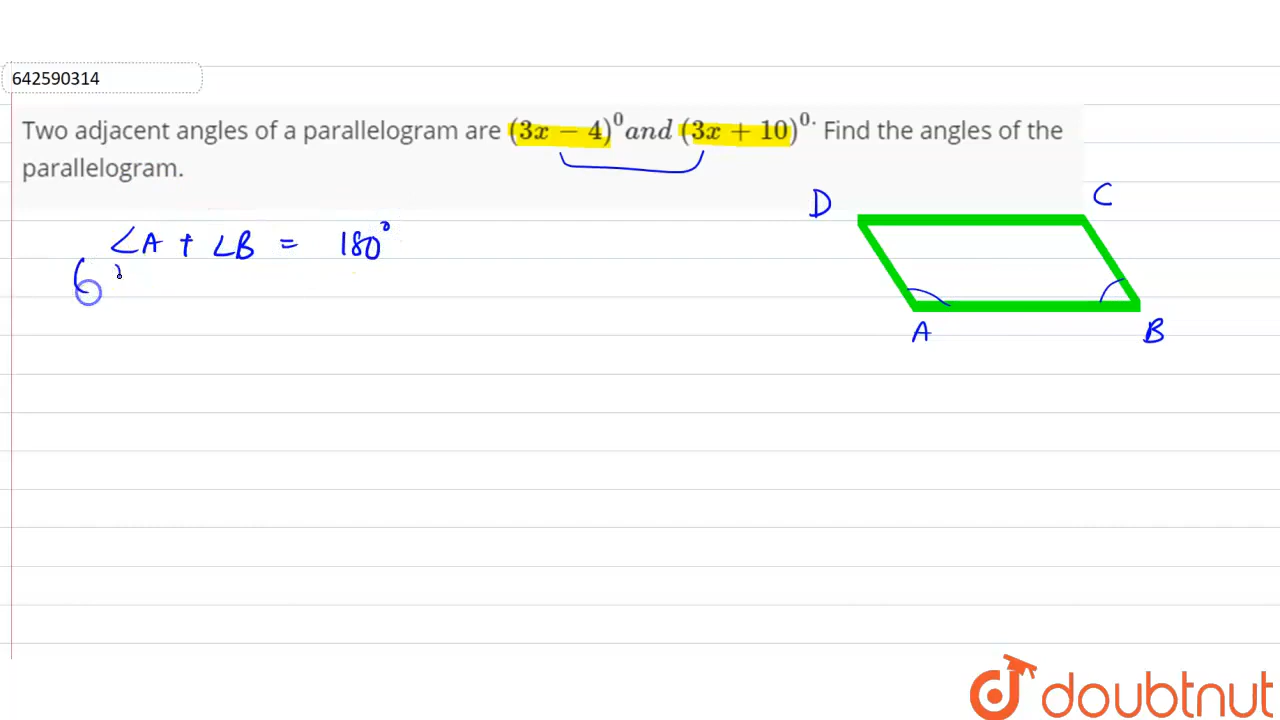 642590314
Two adjacent angles of a parallelogram are (3x − 4)⁰ and (3x + 10)⁰· Find the angles of the
parallelogram.
D C
∠A + ∠B = 180°
(3
A B
doubtnut